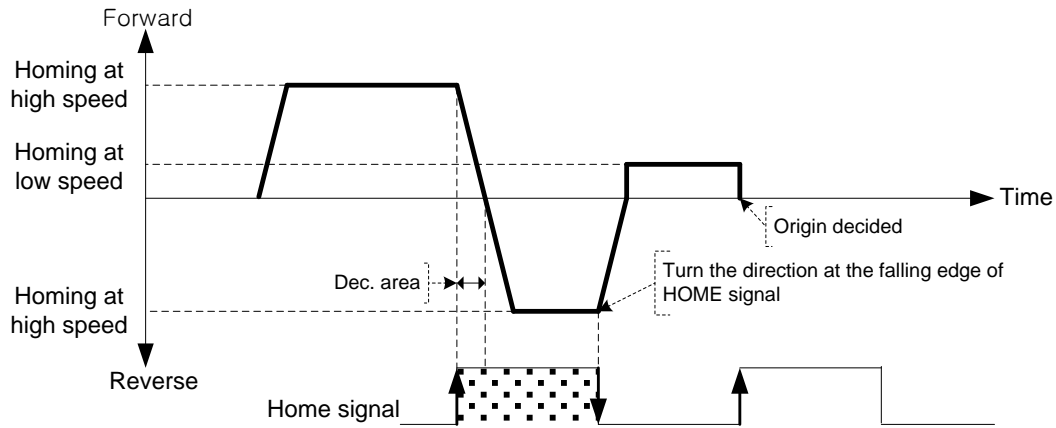 Forward
Homing at
high speed
Homing at
low speed
Time
Origin decided
Dec. area
Turn the direction at the falling edge of
HOME signal
Homing at
high speed
Reverse
Home signal